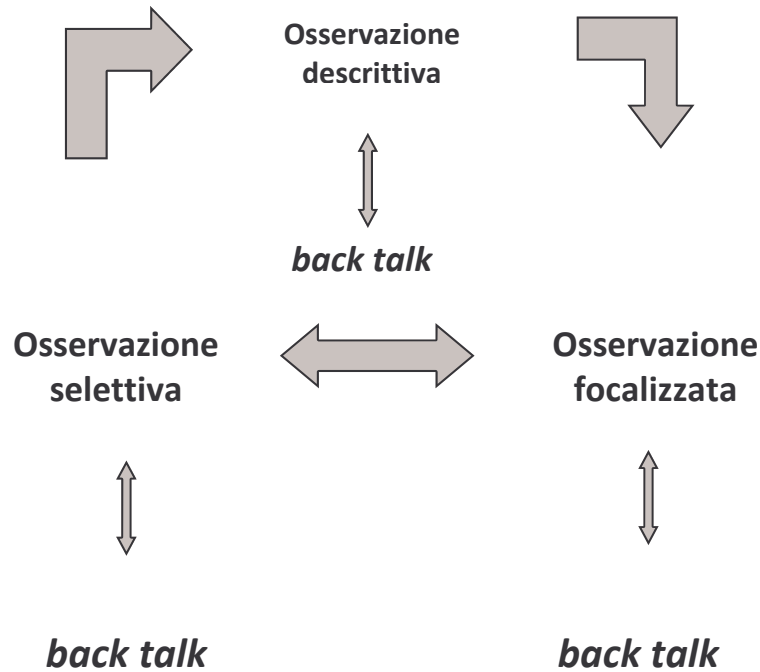 Osservazione
descrittiva
back talk
Osservazione
selettiva
Osservazione
focalizzata
back talk
back talk